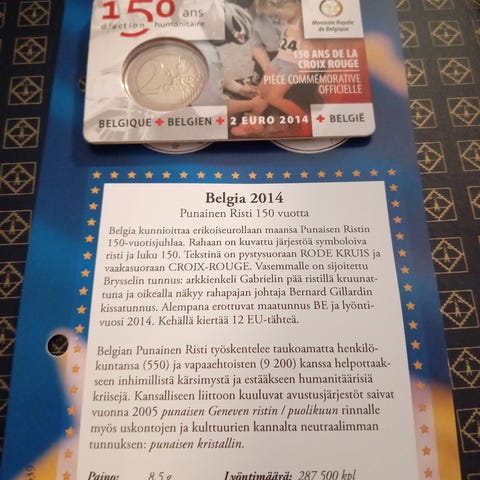 150 ans
d'action humanitaire
Monnaie Royale
de Belgique
24
150 ANS DE LA
CROIX ROUGE
PIÈCE COMMÉMORATIVE
OFFICIELLE
2 EURO
BELGIQUE + BELGIEN + 2 EURO 2014 + BELGIË
Belgia 2014
Punainen Risti 150 vuotta
Belgia kunnioittaa erikoiseurollaan maansa Punaisen Ristin
150-vuotisjuhlaa. Rahaan on kuvattu järjestöä symboloiva
risti ja luku 150. Tekstinä on pystysuoraan RODE KRUIS ja
vaakasuoraan CROIX-ROUGE. Vasemmalle on sijoitettu
Brysselin tunnus: arkkienkeli Gabrielin pää ristillä kruunat-
tuna ja oikealla näkyy rahapajan johtaja Bernard Gillardin
kissatunnus. Alempana erottuvat maatunnus BE ja lyönti-
vuosi 2014. Kehällä kiertää 12 EU-tähteä.
Belgian Punainen Risti työskentelee taukoamatta henkilö-
kuntansa (550) ja vapaaehtoisten (9 200) kanssa helpottaak-
seen inhimillistä kärsimystä ja estääkseen humanitäärisiä
kriisejä. Kansalliseen liittoon kuuluvat avustusjärjestöt saivat
vuonna 2005 punaisen Geneven ristin / puolikuun rinnalle
myös uskontojen ja kulttuurien kannalta neutraalimman
tunnuksen: punaisen kristallin.
Paino: 8,5 g Lyöntimäärä: 287 500 kpl